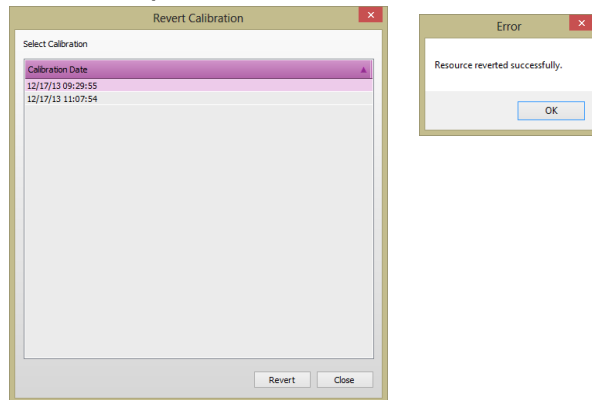 Revert Calibration
Select Calibration
Calibration Date
12/17/13 09:29:55
12/17/13 11:07:54
Revert Close
Error
Resource reverted successfully.
OK